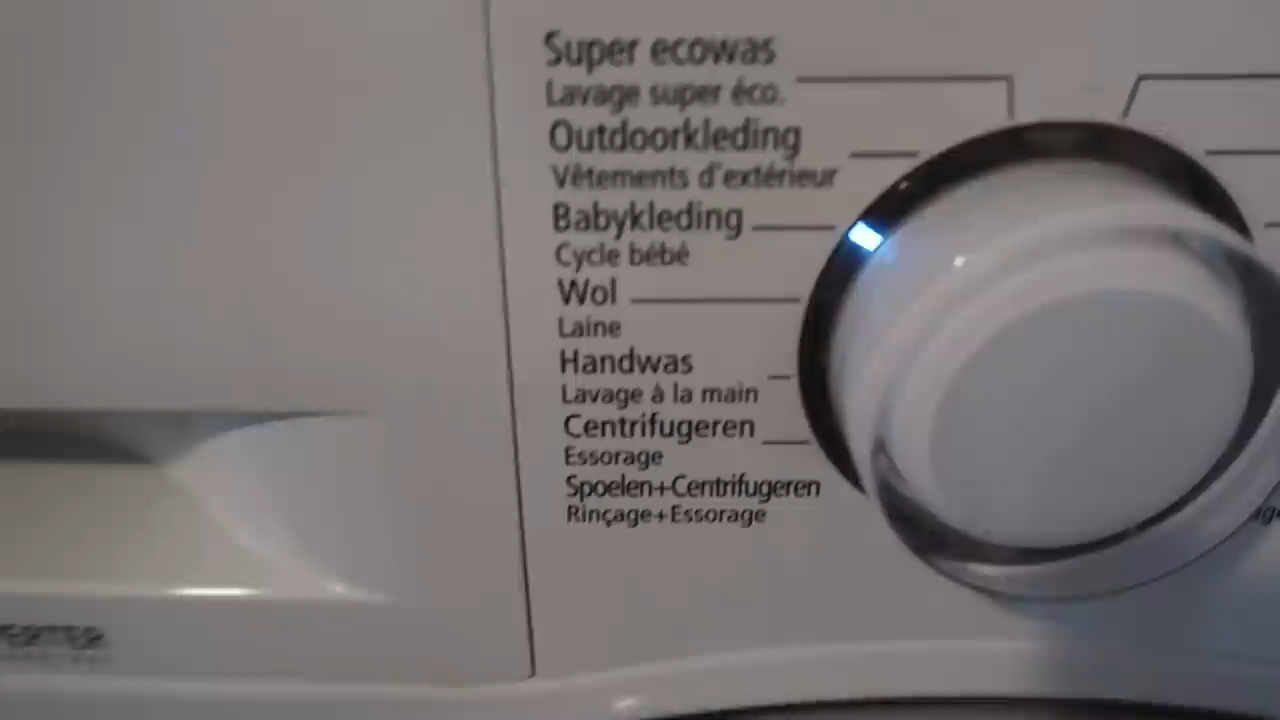 Super ecowas
Lavage super éco.
Outdoorkleding
Vêtements d'extérieur
Babykleding
Cycle bébé
Wol
Laine
Handwas
Lavage à la main
Centrifugeren
Essorage
Spoelen+Centrifugeren
Rinçage+Essorage